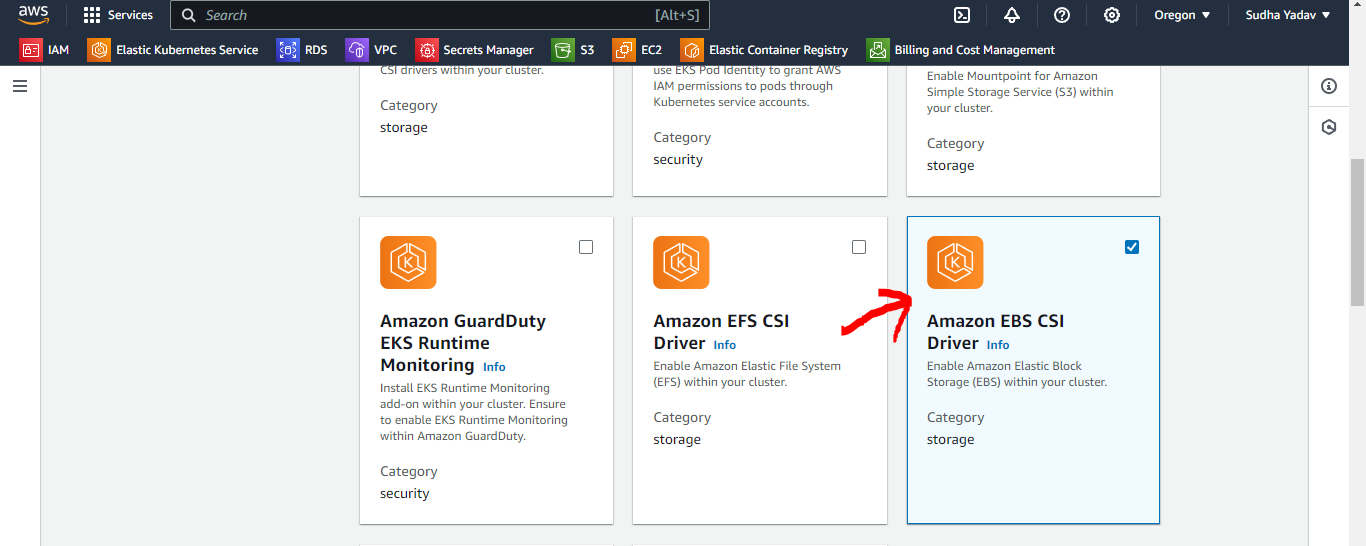 aws Services Search [Alt+S] Oregon Sudha Yadav
IAM Elastic Kubernetes Service RDS VPC Secrets Manager S3 EC2 Elastic Container Registry Billing and Cost Management
CSI drivers within your cluster.
Category
storage
use EKS Pod Identity to grant AWS
IAM permissions to pods through
Kubernetes service accounts.
Category
security
Enable Mountpoint for Amazon
Simple Storage Service (S3) within
your cluster.
Category
storage
Amazon GuardDuty
EKS Runtime
Monitoring Info
Install EKS Runtime Monitoring
add-on within your cluster. Ensure
to enable EKS Runtime Monitoring
within Amazon GuardDuty.
Category
security
Amazon EFS CSI
Driver Info
Enable Amazon Elastic File System
(EFS) within your cluster.
Category
storage
Amazon EBS CSI
Driver Info
Enable Amazon Elastic Block
Storage (EBS) within your cluster.
Category
storage